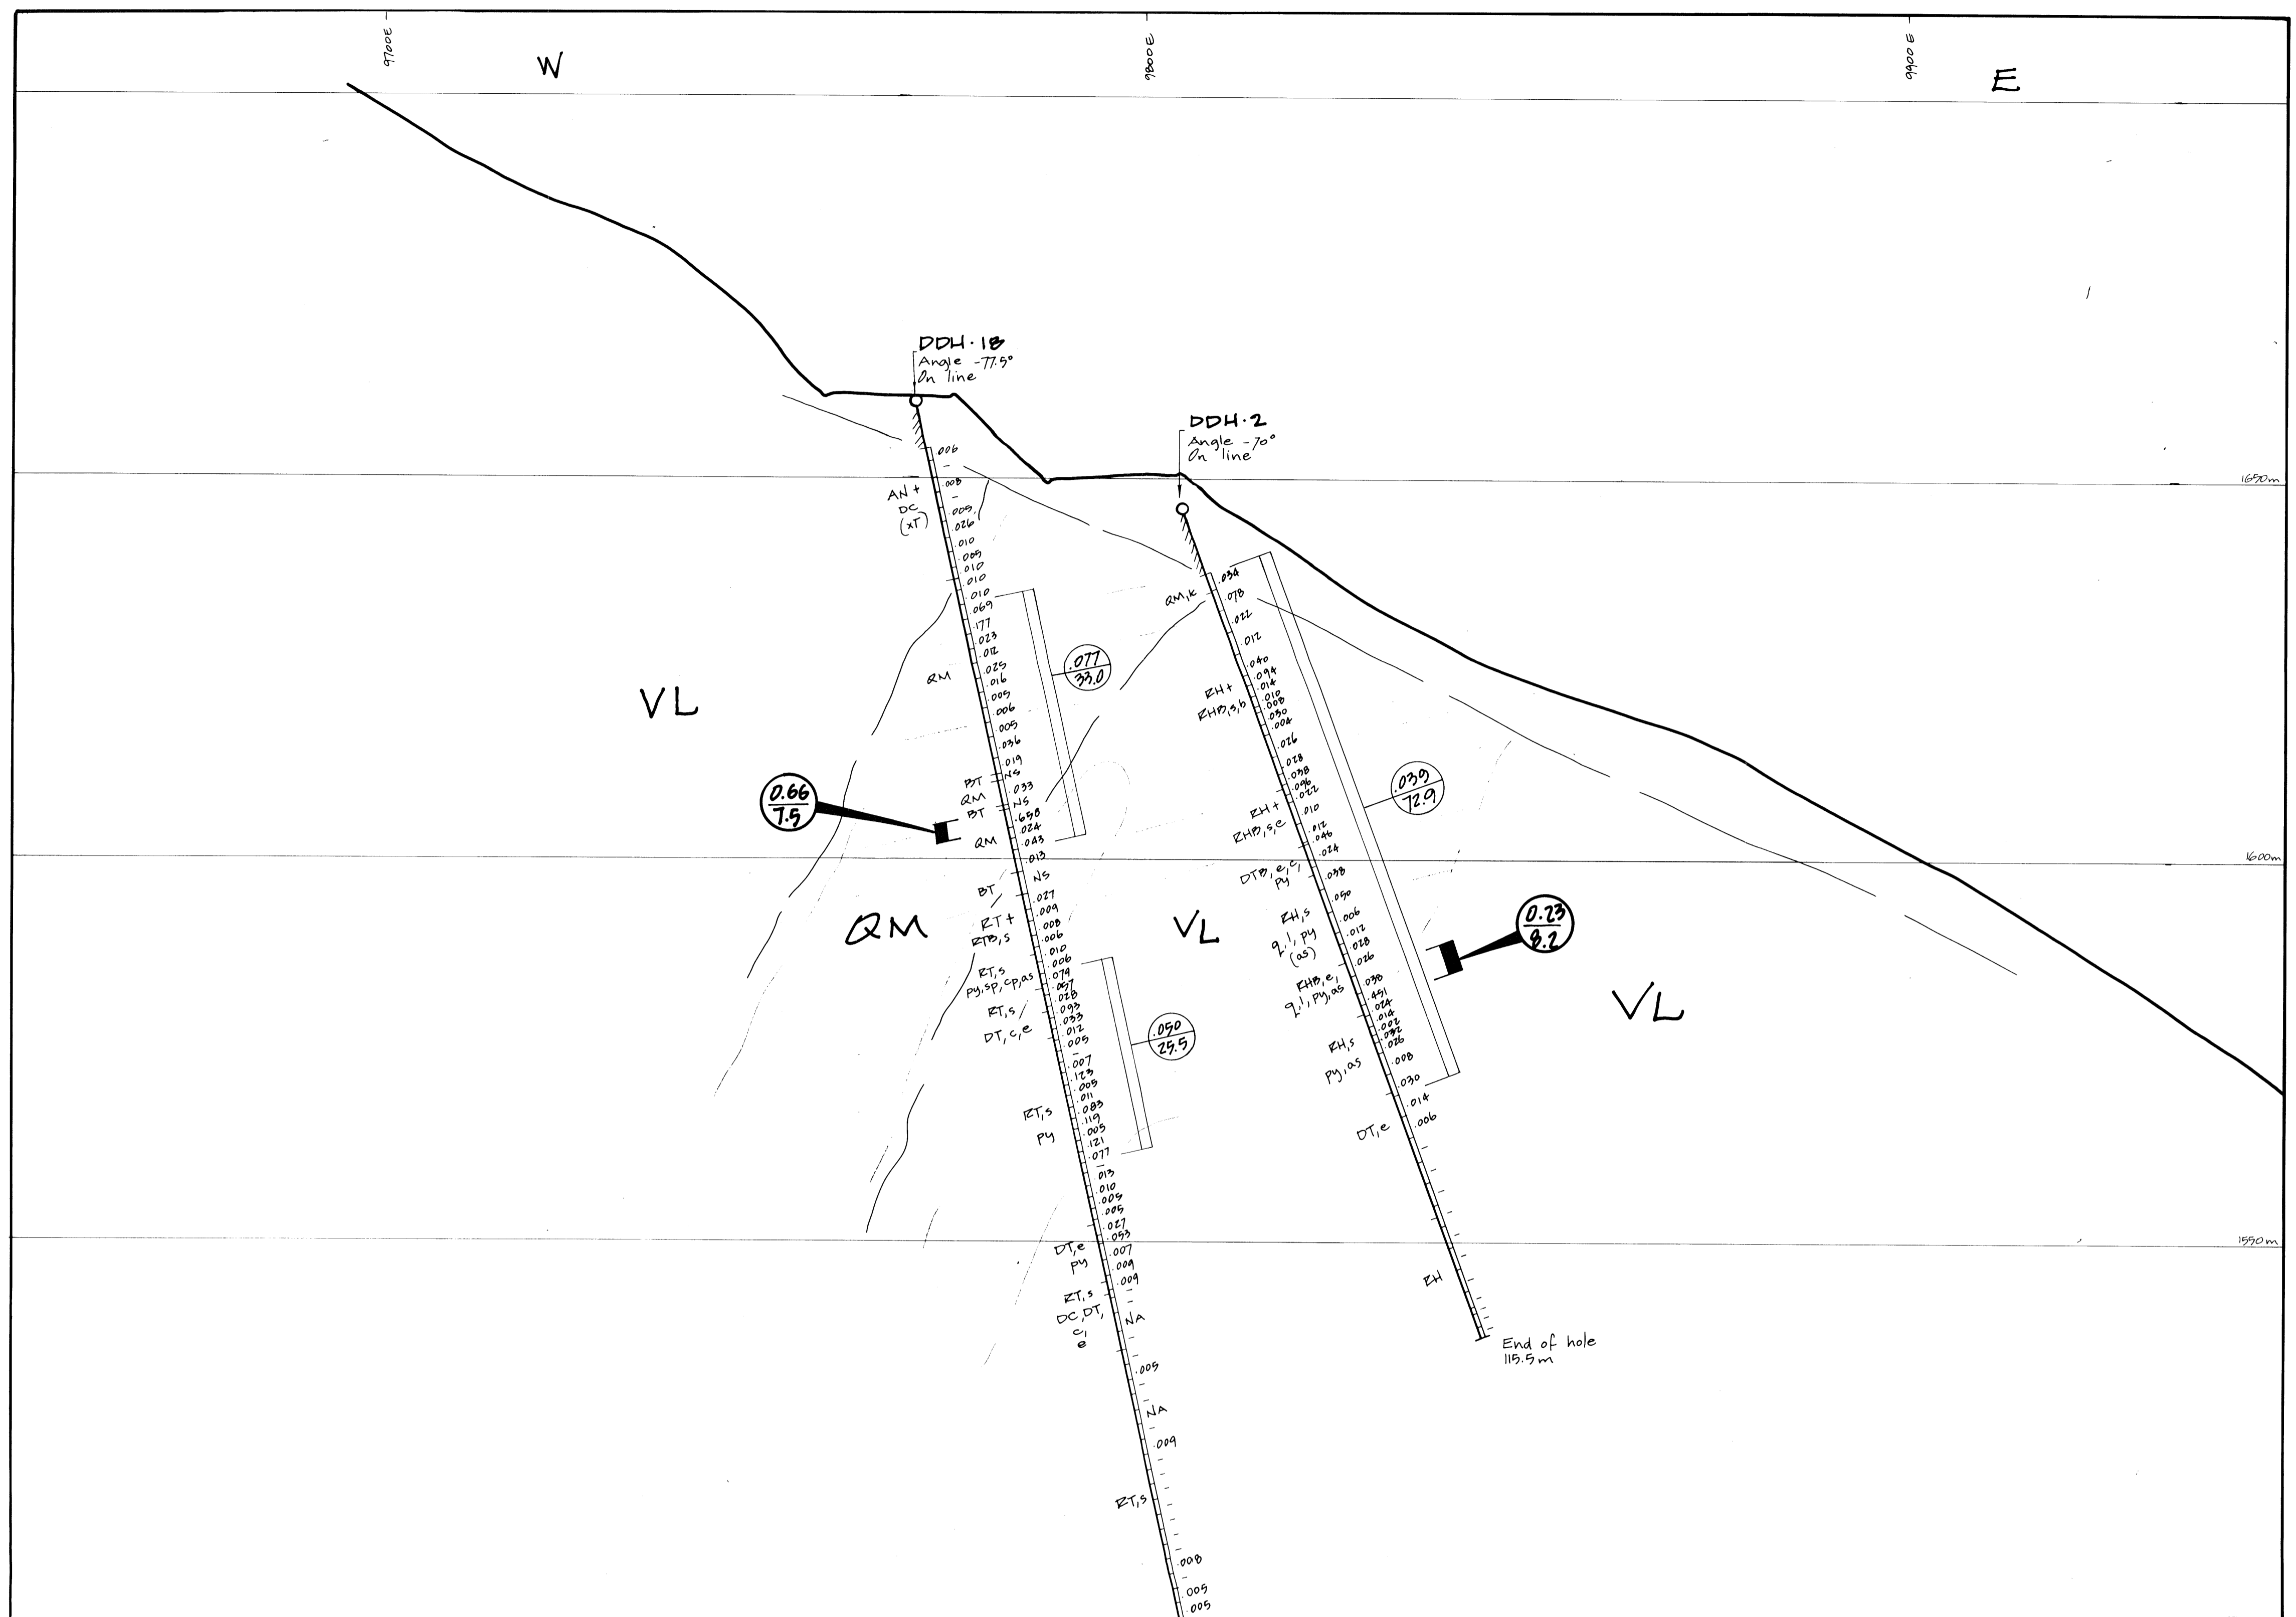 9700E
9800E
9900E
W
E
DDH·18
Angle -77.5°
On line
DDH·2
Angle -70°
On line
1650m
1600m
1550m
.006
–
.008
–
.005
.026
.010
.005
.010
.010
.010
.069
.177
.023
.012
.025
.016
.005
.006
.005
.036
.019
NS
.033
NS
.658
.024
.043
.013
NS
.027
.009
.008
.006
.010
.006
.079
.057
.028
.093
.033
.012
.005
–
.007
.123
.005
.011
.083
.119
.005
.121
.077
–
.013
.010
.005
.005
.027
.053
.007
.009
.009
–
–
NA
–
–
.005
–
–
NA
–
.009
–
–
–
–
–
–
–
–
.008
–
.005
.005
AN +
DC
(xT)
QM
BT
QM
BT
QM
BT
RT +
RTB,s
RT,s
py,sp,cp,as
RT,s
DT,c,e
RT,s
py
DT,e
py
RT,s
DC,DT,
c,
e
RT,s
.077
33.0
0.66
7.5
.050
25.5
VL
QM
VL
VL
.034
.078
.022
.012
.040
.094
.014
.010
.008
.030
.004
.026
.028
.038
.096
.022
.010
.012
.046
.024
.038
.050
.006
.012
.028
.026
.038
.451
.024
.014
.002
.032
.026
.008
.030
.014
.006
QM,k
RH +
RHB,s,b
RH +
RHB,s,e
DTB,e,c,
py
RH,s
q,l,py
(as)
RHB,e,
q,l,py,as
RH,s
py,as
DT,e
RH
.039
72.9
0.23
8.2
End of hole
115.5m